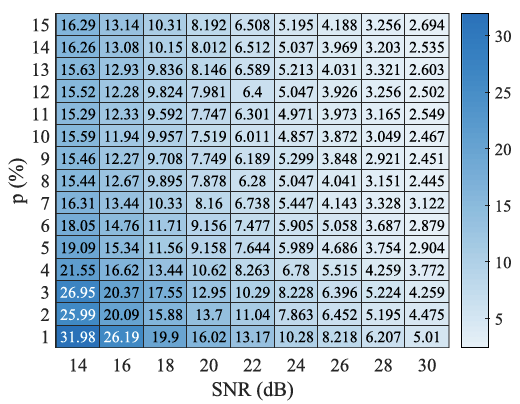 15 16.29 13.14 10.31 8.192 6.508 5.195 4.188 3.256 2.694
14 16.26 13.08 10.15 8.012 6.512 5.037 3.969 3.203 2.535
13 15.63 12.93 9.836 8.146 6.589 5.213 4.031 3.321 2.603
12 15.52 12.28 9.824 7.981 6.4 5.047 3.926 3.256 2.502
11 15.29 12.33 9.592 7.747 6.301 4.971 3.973 3.165 2.549
10 15.59 11.94 9.957 7.519 6.011 4.857 3.872 3.049 2.467
9 15.46 12.27 9.708 7.749 6.189 5.299 3.848 2.921 2.451
8 15.44 12.67 9.895 7.878 6.28 5.047 4.041 3.151 2.445
7 16.31 13.44 10.33 8.16 6.738 5.447 4.143 3.328 3.122
6 18.05 14.76 11.71 9.156 7.477 5.905 5.058 3.687 2.879
5 19.09 15.34 11.56 9.158 7.644 5.989 4.686 3.754 2.904
4 21.55 16.62 13.44 10.62 8.263 6.78 5.515 4.259 3.772
3 26.95 20.37 17.55 12.95 10.29 8.228 6.396 5.224 4.259
2 25.99 20.09 15.88 13.7 11.04 7.863 6.452 5.195 4.475
1 31.98 26.19 19.9 16.02 13.17 10.28 8.218 6.207 5.01
14 16 18 20 22 24 26 28 30
SNR (dB)
p (%)
30
25
20
15
10
5